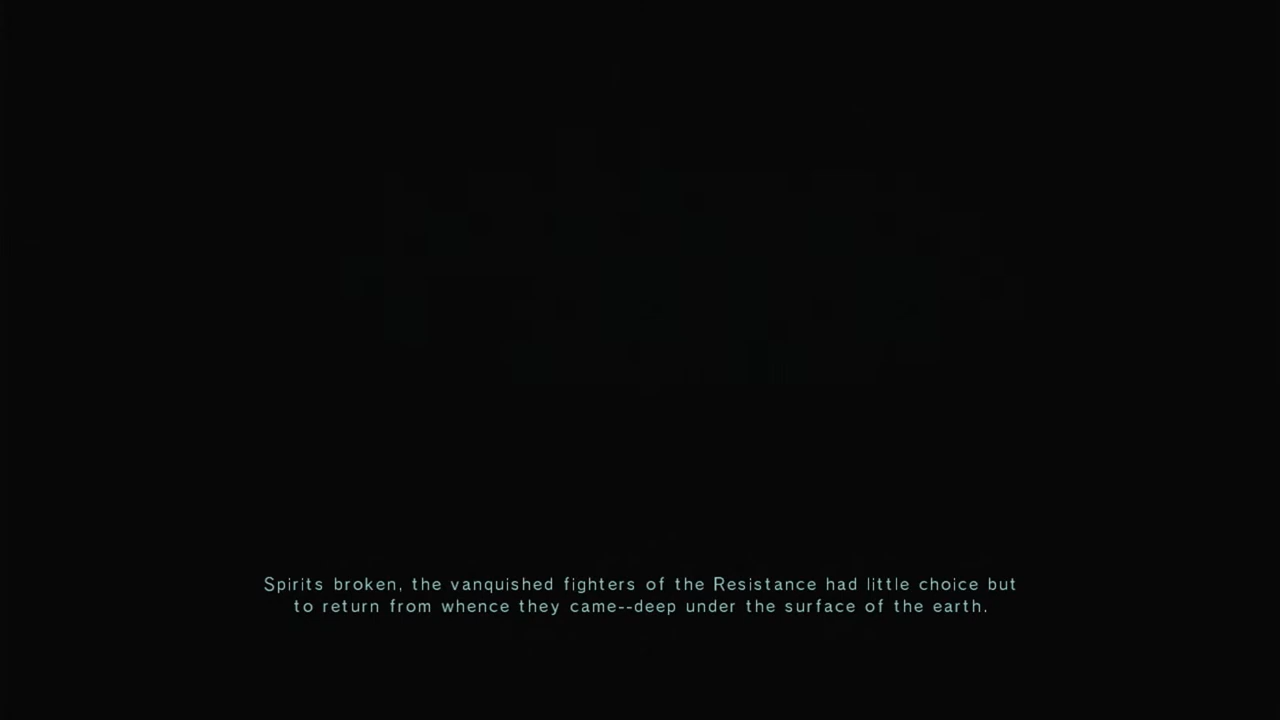 Spirits broken, the vanquished fighters of the Resistance had little choice but
to return from whence they came--deep under the surface of the earth.